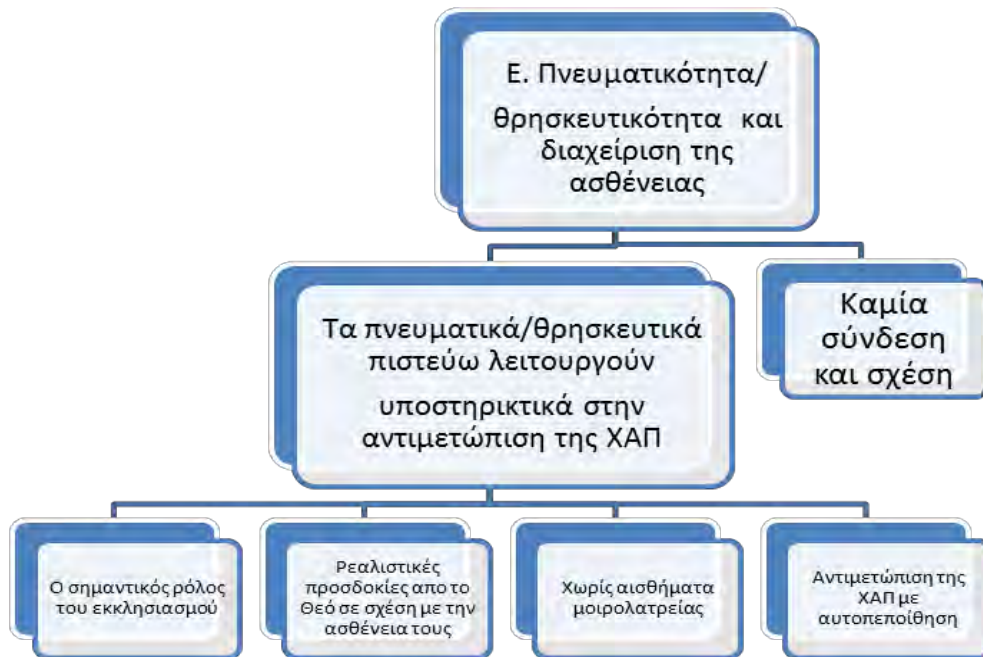 Ε. Πνευματικότητα/
θρησκευτικότητα και
διαχείριση της
ασθένειας
Τα πνευματικά/θρησκευτικά
πιστεύω λειτουργούν
υποστηρικτικά στην
αντιμετώπιση της ΧΑΠ
Καμία
σύνδεση
και σχέση
Ο σημαντικός ρόλος
του εκκλησιασμού
Ρεαλιστικές
προσδοκίες απο το
Θεό σε σχέση με την
ασθένεια τους
Χωρίς αισθήματα
μοιρολατρείας
Αντιμετώπιση της
ΧΑΠ με
αυτοπεποίθηση